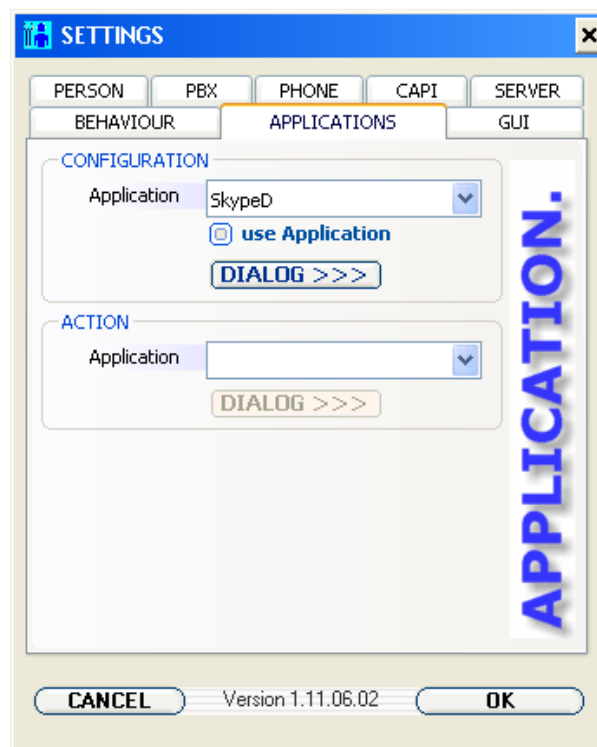 SETTINGS
PERSON PBX PHONE CAPI SERVER
BEHAVIOUR APPLICATIONS GUI
CONFIGURATION
Application SkypeD
use Application
DIALOG >>>
ACTION
Application
DIALOG >>>
APPLICATION.
CANCEL Version 1.11.06.02 OK